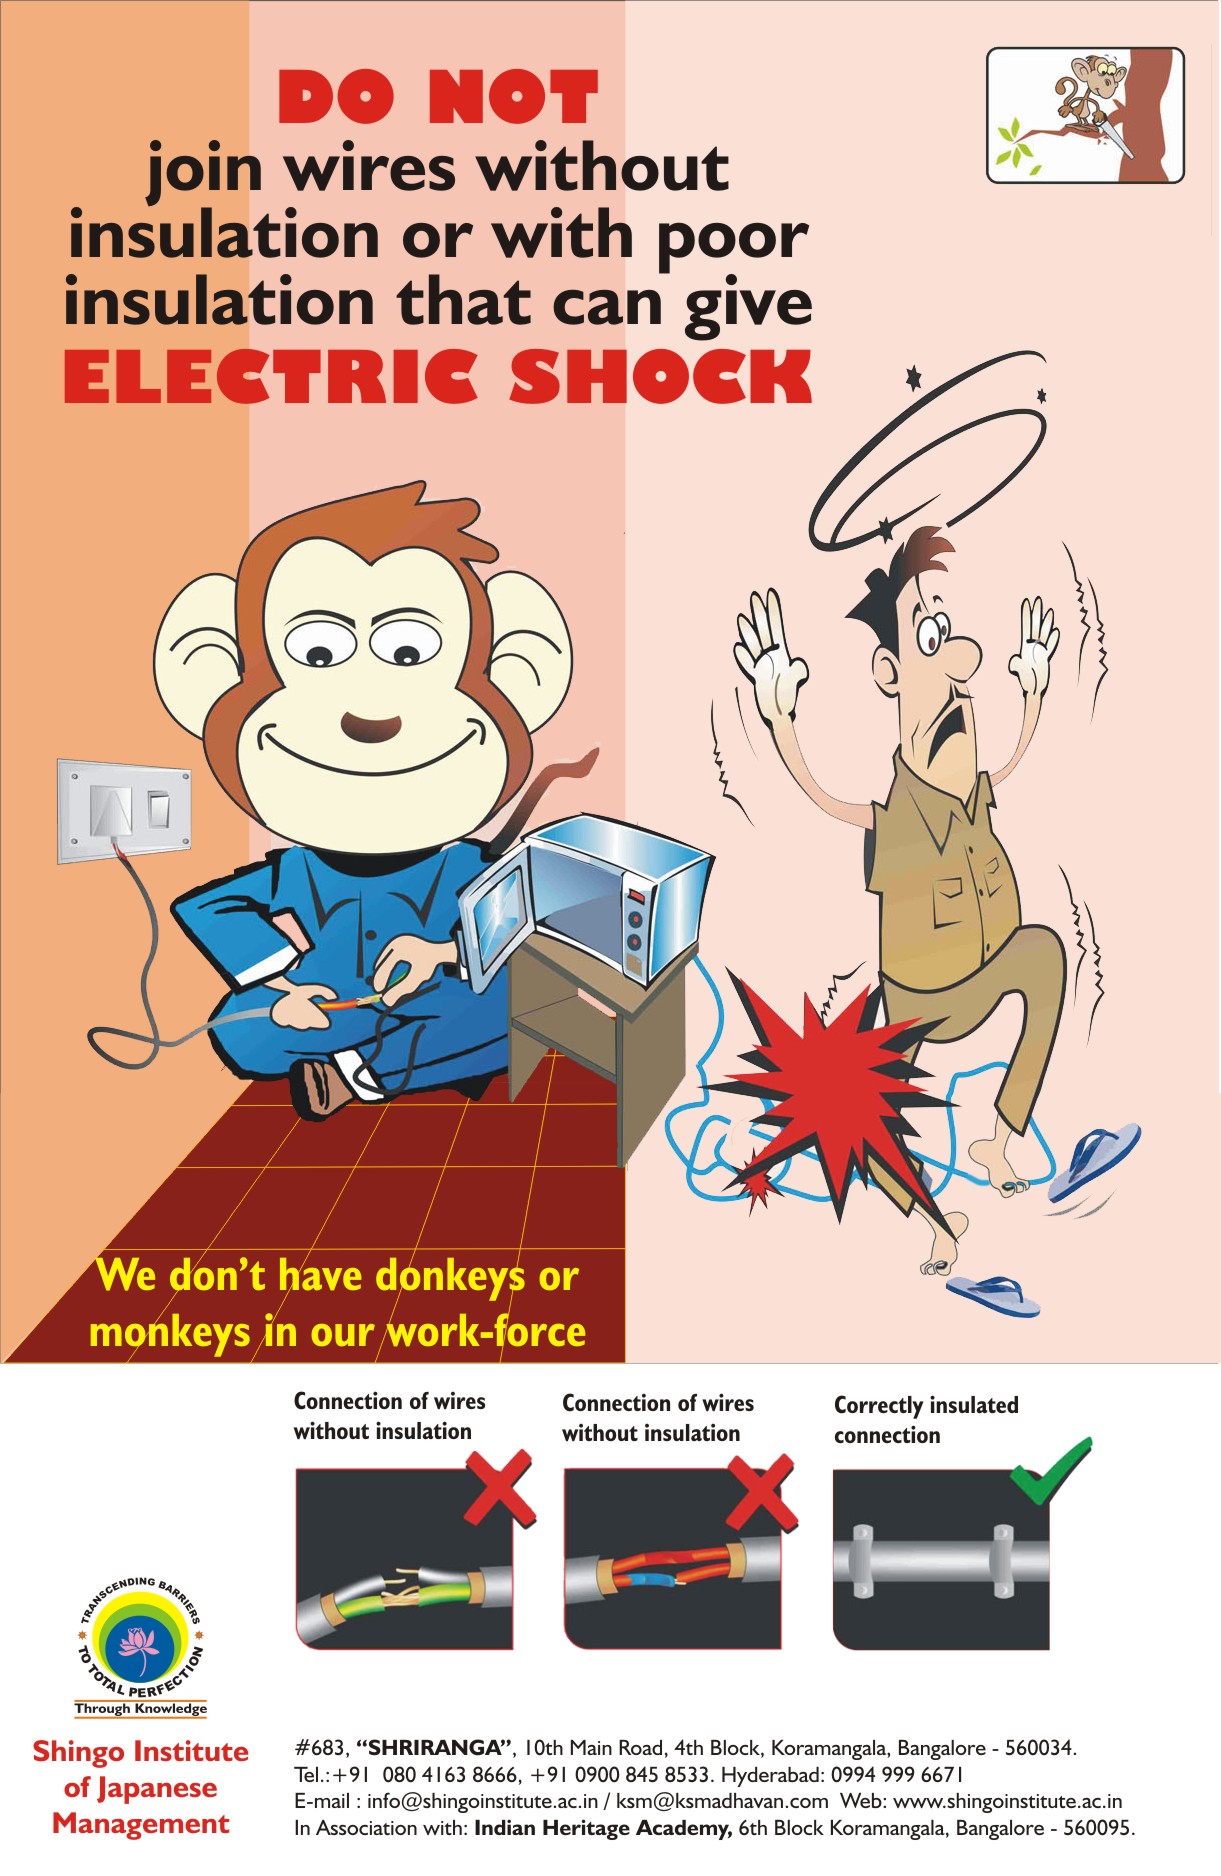 DO NOT
join wires without
insulation or with poor
insulation that can give
ELECTRIC SHOCK
We don't have donkeys or
monkeys in our work-force
Connection of wires
without insulation
Connection of wires
without insulation
Correctly insulated
connection
TRANSCENDING BARRIERS
TO TOTAL PERFECTION
Through Knowledge
Shingo Institute
of Japanese
Management
#683, “SHRIRANGA”, 10th Main Road, 4th Block, Koramangala, Bangalore - 560034.
Tel.:+91 080 4163 8666, +91 0900 845 8533. Hyderabad: 0994 999 6671
E-mail : info@shingoinstitute.ac.in / ksm@ksmadhavan.com Web: www.shingoinstitute.ac.in
In Association with: Indian Heritage Academy, 6th Block Koramangala, Bangalore - 560095.